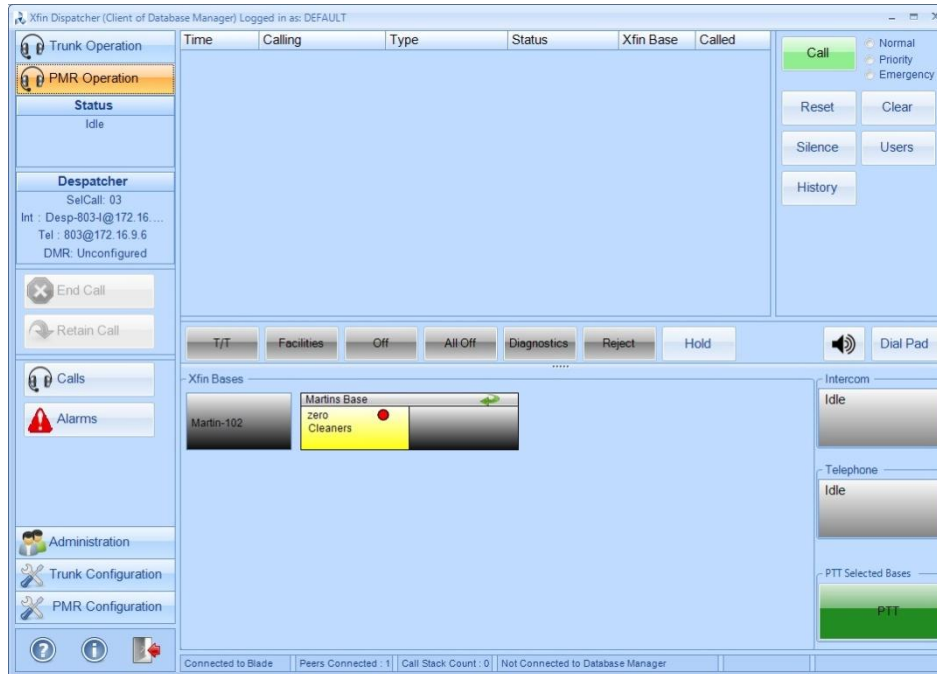 Xfin Dispatcher (Client of Database Manager) Logged in as: DEFAULT
Trunk Operation
PMR Operation
Status
Idle
Despatcher
SelCall: 03
Int : Desp-803-I@172.16....
Tel : 803@172.16.9.6
DMR: Unconfigured
End Call
Retain Call
Calls
Alarms
Administration
Trunk Configuration
PMR Configuration
Time Calling Type Status Xfin Base Called
Call
Normal
Priority
Emergency
Reset Clear
Silence Users
History
T/T Facilities Off All Off Diagnostics Reject Hold Dial Pad
Xfin Bases
Martin-102
Martins Base
zero
Cleaners
Intercom
Idle
Telephone
Idle
PTT Selected Bases
PTT
Connected to Blade Peers Connected : 1 Call Stack Count : 0 Not Connected to Database Manager